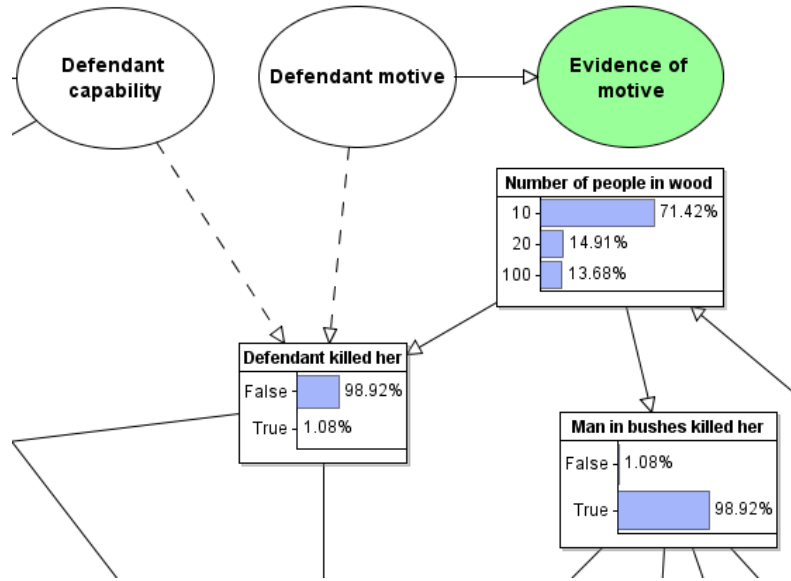 Defendant
capability
Defendant motive
Evidence of
motive
Number of people in wood
10 71.42%
20 14.91%
100 13.68%
Defendant killed her
False 98.92%
True 1.08%
Man in bushes killed her
False 1.08%
True 98.92%